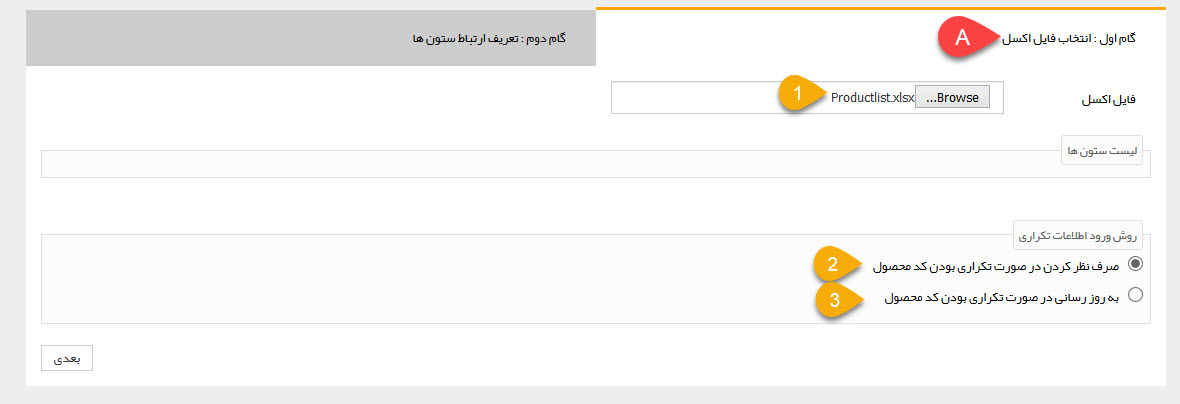 گام اول : انتخاب فایل اکسل
A
گام دوم : تعریف ارتباط ستون ها
فایل اکسل
Browse...
Productlist.xlsx
1
لیست ستون ها
روش ورود اطلاعات تکراری
صرف نظر کردن در صورت تکراری بودن کد محصول
2
به روز رسانی در صورت تکراری بودن کد محصول
3
بعدی